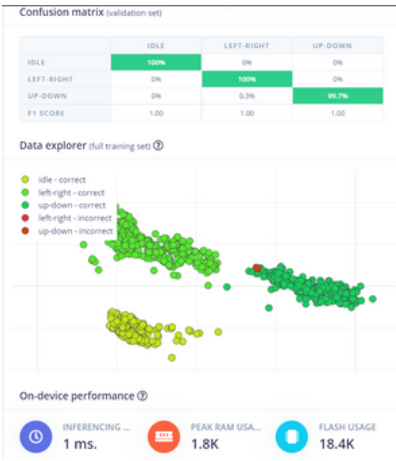 Confusion matrix (validation set)
IDLE LEFT-RIGHT UP-DOWN
IDLE 100% 0% 0%
LEFT-RIGHT 0% 100% 0%
UP-DOWN 0% 0.3% 99.7%
F1 SCORE 1.00 1.00 1.00
Data explorer (full training set) ?
idle - correct
left-right - correct
up-down - correct
left-right - incorrect
up-down - incorrect
On-device performance ?
INFERENCING ... PEAK RAM USA... FLASH USAGE
1 ms. 1.8K 18.4K